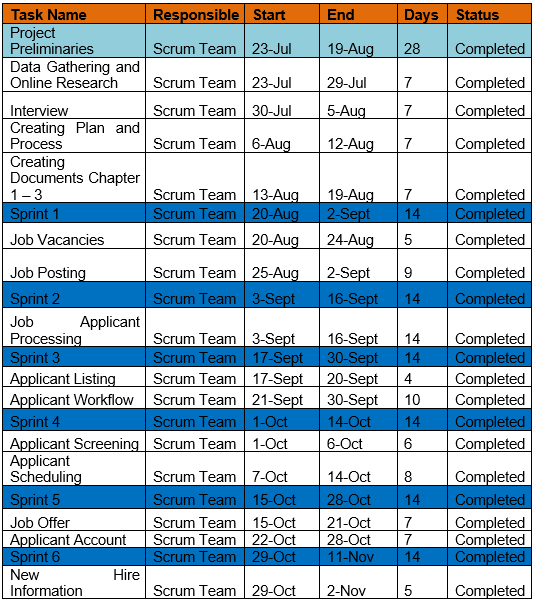 Task Name Responsible Start End Days Status
Project
Preliminaries Scrum Team 23-Jul 19-Aug 28 Completed
Data Gathering and
Online Research Scrum Team 23-Jul 29-Jul 7 Completed
Interview Scrum Team 30-Jul 5-Aug 7 Completed
Creating Plan and
Process Scrum Team 6-Aug 12-Aug 7 Completed
Creating
Documents Chapter
1 – 3 Scrum Team 13-Aug 19-Aug 7 Completed
Sprint 1 Scrum Team 20-Aug 2-Sept 14 Completed
Job Vacancies Scrum Team 20-Aug 24-Aug 5 Completed
Job Posting Scrum Team 25-Aug 2-Sept 9 Completed
Sprint 2 Scrum Team 3-Sept 16-Sept 14 Completed
Job Applicant
Processing Scrum Team 3-Sept 16-Sept 14 Completed
Sprint 3 Scrum Team 17-Sept 30-Sept 14 Completed
Applicant Listing Scrum Team 17-Sept 20-Sept 4 Completed
Applicant Workflow Scrum Team 21-Sept 30-Sept 10 Completed
Sprint 4 Scrum Team 1-Oct 14-Oct 14 Completed
Applicant Screening Scrum Team 1-Oct 6-Oct 6 Completed
Applicant
Scheduling Scrum Team 7-Oct 14-Oct 8 Completed
Sprint 5 Scrum Team 15-Oct 28-Oct 14 Completed
Job Offer Scrum Team 15-Oct 21-Oct 7 Completed
Applicant Account Scrum Team 22-Oct 28-Oct 7 Completed
Sprint 6 Scrum Team 29-Oct 11-Nov 14 Completed
New Hire
Information Scrum Team 29-Oct 2-Nov 5 Completed